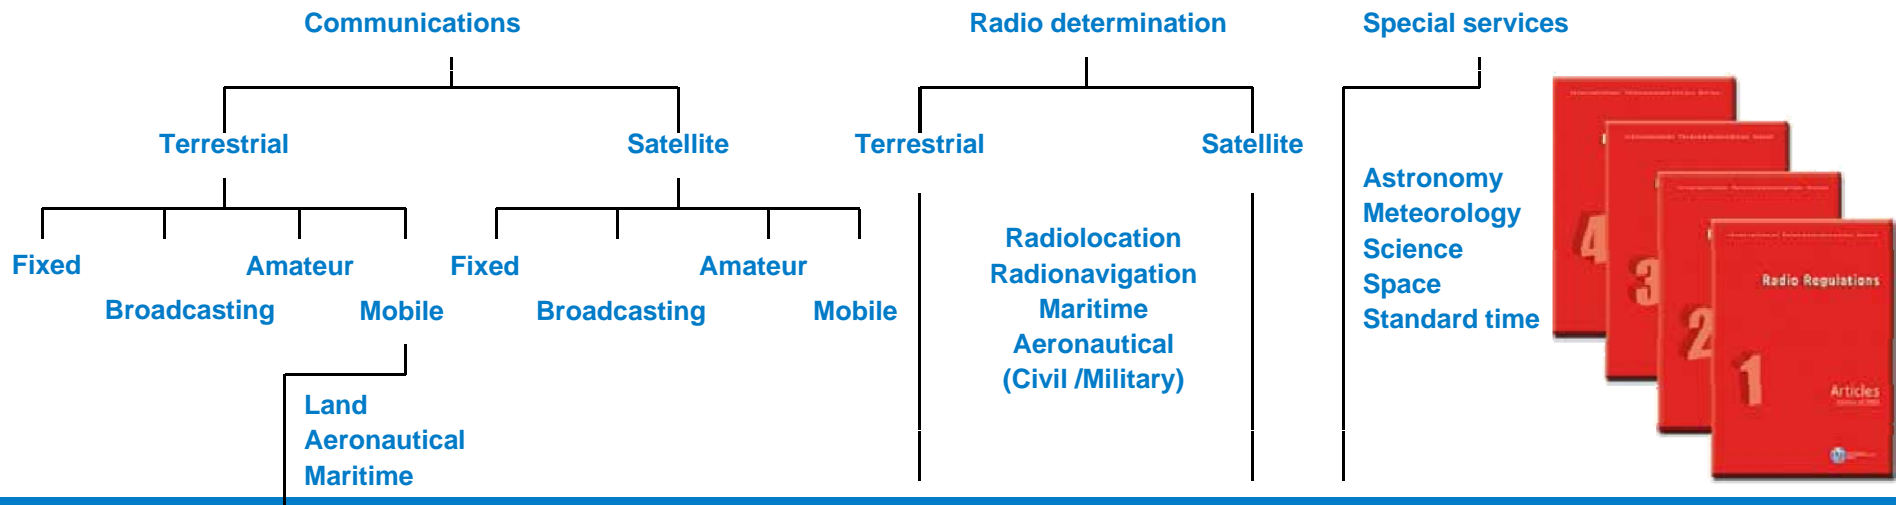 Communications
Radio determination
Special services
Terrestrial
Satellite
Terrestrial
Satellite
Fixed
Broadcasting
Amateur
Mobile
Fixed
Broadcasting
Amateur
Mobile
Land
Aeronautical
Maritime
Radiolocation
Radionavigation
Maritime
Aeronautical
(Civil /Military)
Astronomy
Meteorology
Science
Space
Standard time
4
3
2
1
Radio Regulations
Articles